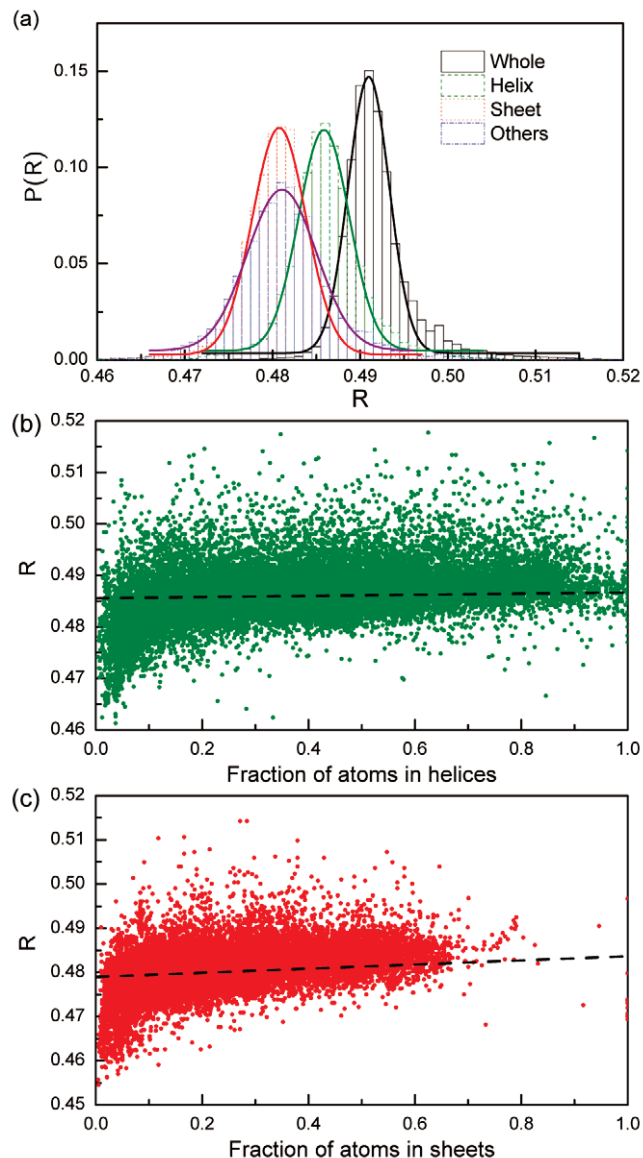 (a)
0.15
0.10
0.05
0.00
P(R)
Whole
Helix
Sheet
Others
0.46 0.47 0.48 0.49 0.50 0.51 0.52
R
(b)
0.52
0.51
0.50
0.49
0.48
0.47
0.46
R
0.0 0.2 0.4 0.6 0.8 1.0
Fraction of atoms in helices
(c)
0.52
0.51
0.50
0.49
0.48
0.47
0.46
0.45
R
0.0 0.2 0.4 0.6 0.8 1.0
Fraction of atoms in sheets